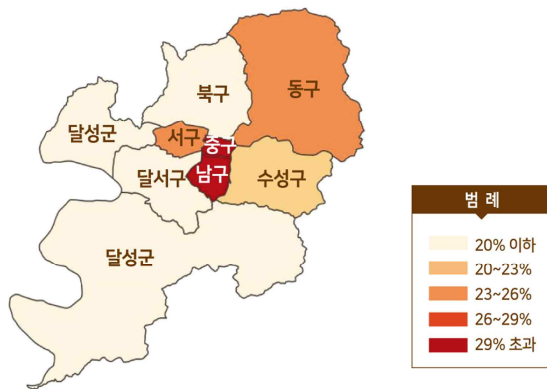 북구
동구
달성군
서구
중구
달서구
남구
수성구
달성군
범 례
20% 이하
20~23%
23~26%
26~29%
29% 초과